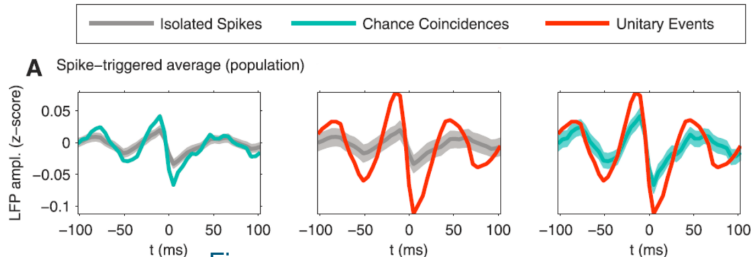 Isolated Spikes Chance Coincidences Unitary Events
A Spike−triggered average (population)
LFP ampl. (z−score)
0.05
0
−0.05
−0.1
−100 −50 0 50 100 −100 −50 0 50 100 −100 −50 0 50 100
t (ms) t (ms) t (ms)